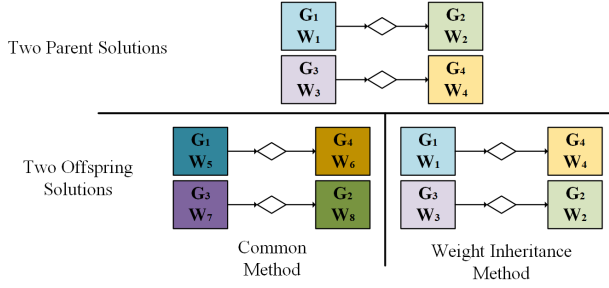 G₁ G₂
Two Parent Solutions W₁ W₂
G₃ G₄
W₃ W₄
G₁ G₄ G₁ G₄
W₅ W₆ W₁ W₄
Two Offspring
Solutions
G₃ G₂ G₃ G₂
W₇ W₈ W₃ W₂
Common
Method
Weight Inheritance
Method